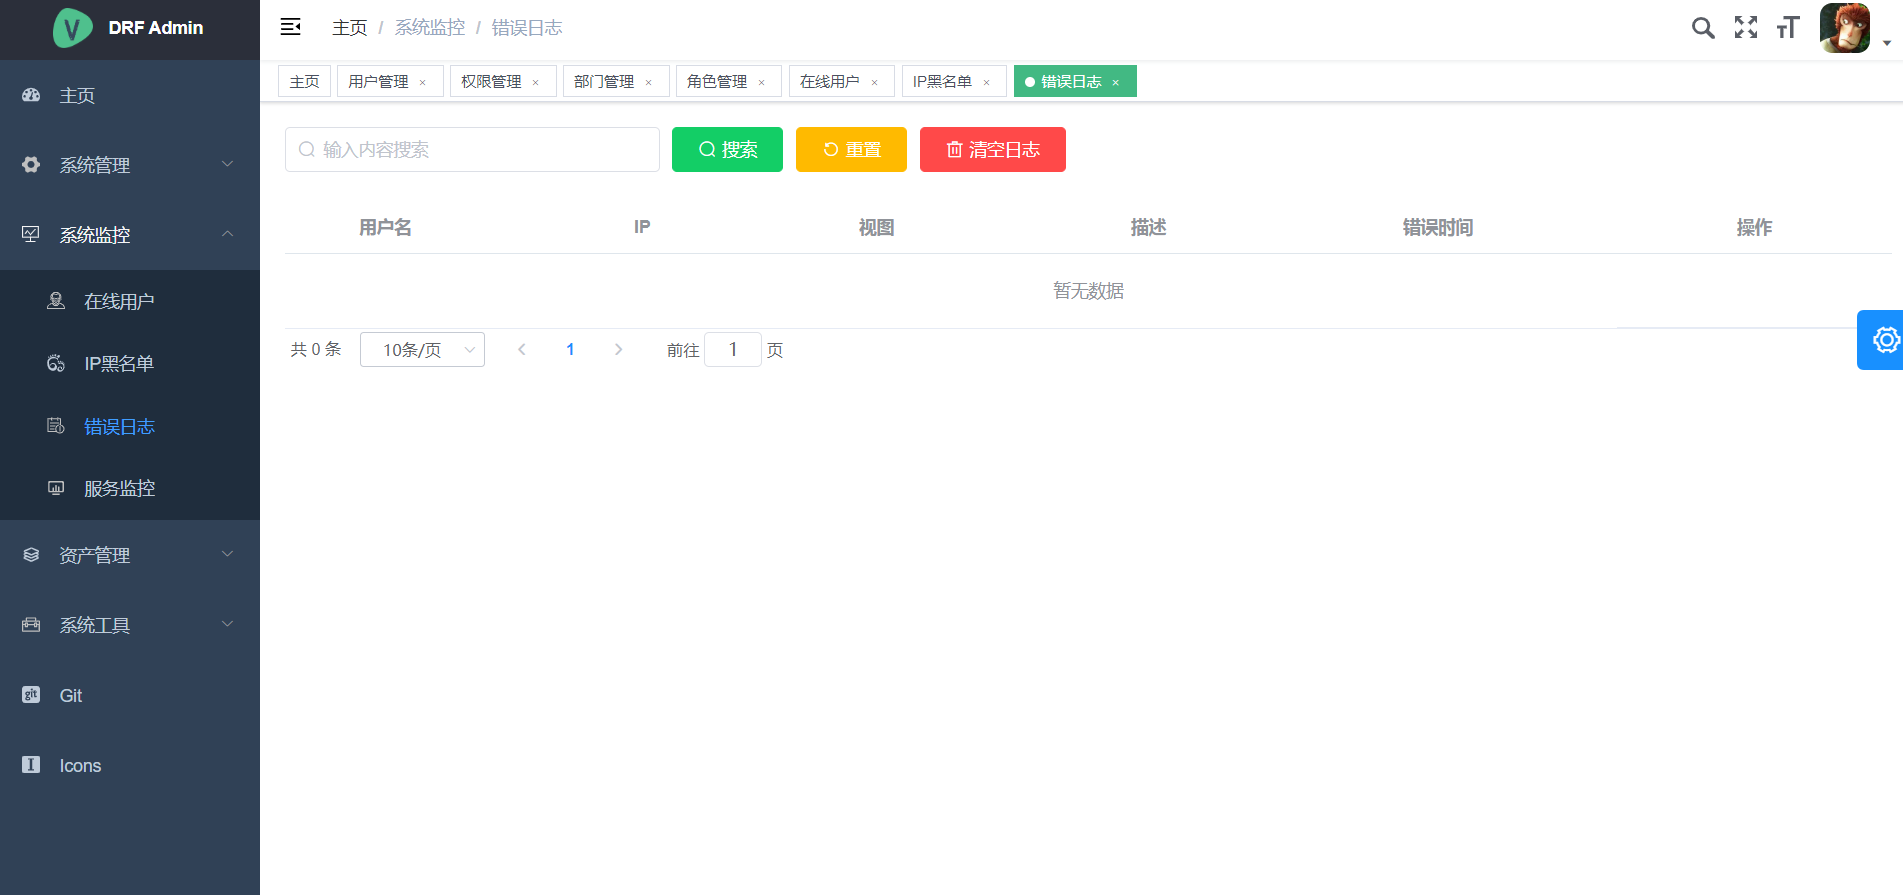 DRF Admin
主页 / 系统监控 / 错误日志
主页 用户管理 × 权限管理 × 部门管理 × 角色管理 × 在线用户 × IP黑名单 × 错误日志 ×
主页
系统管理
系统监控
在线用户
IP黑名单
错误日志
服务监控
资产管理
系统工具
Git
Icons
输入内容搜索 搜索 重置 清空日志
用户名 IP 视图 描述 错误时间 操作
暂无数据
共 0 条 10条/页 1 前往 1 页